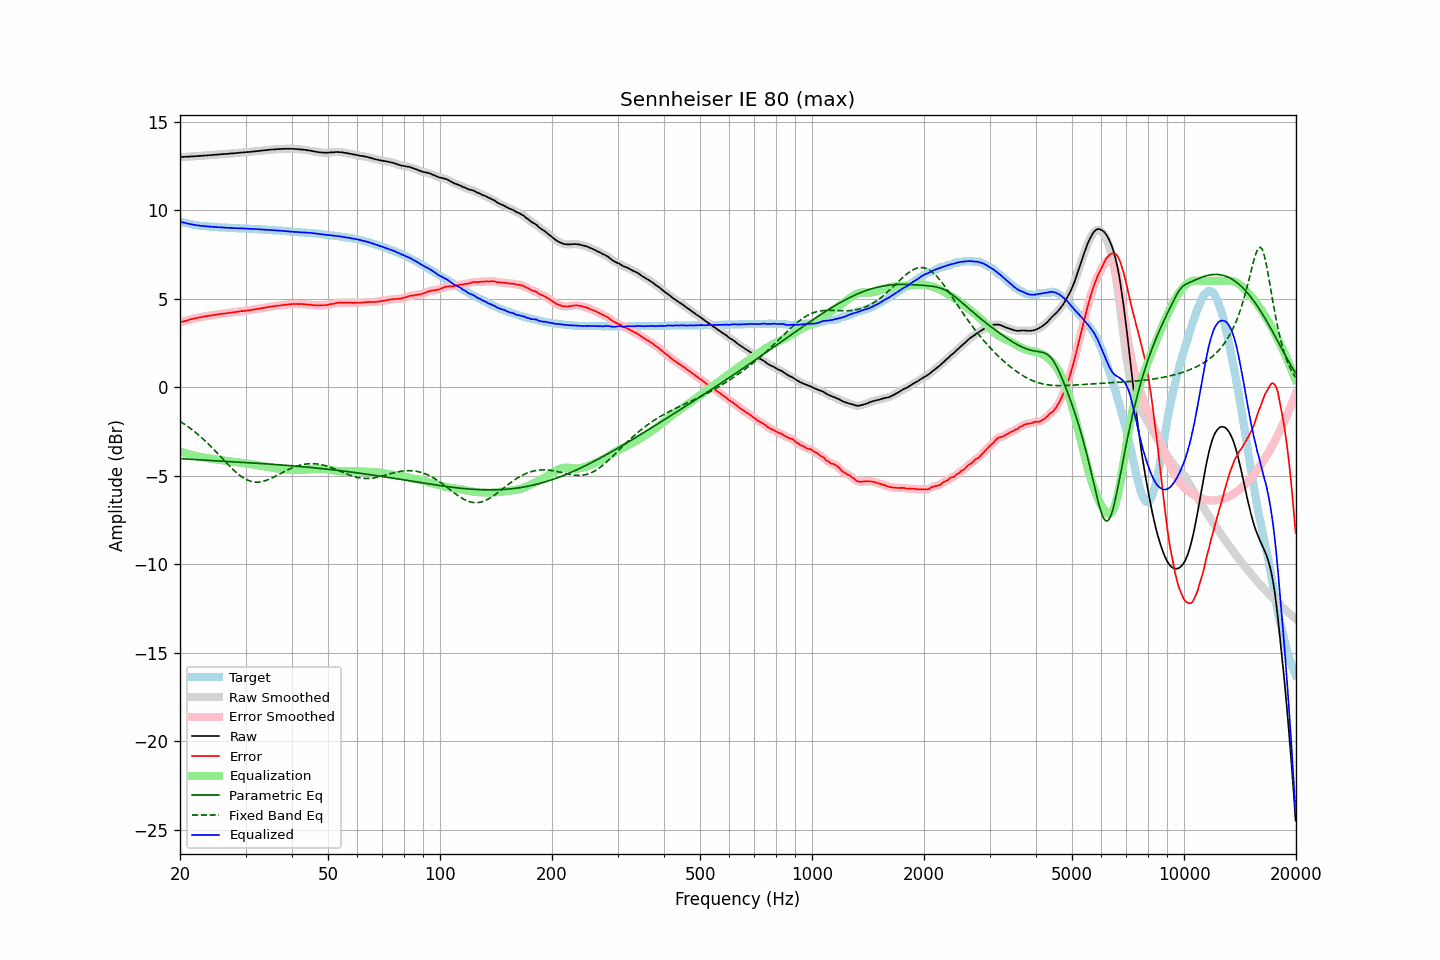 Sennheiser IE 80 (max)
Amplitude (dBr)
15
10
5
0
−5
−10
−15
−20
−25
Target
Raw Smoothed
Error Smoothed
Raw
Error
Equalization
Parametric Eq
Fixed Band Eq
Equalized
20
50
100
200
500
1000
2000
5000
10000
20000
Frequency (Hz)